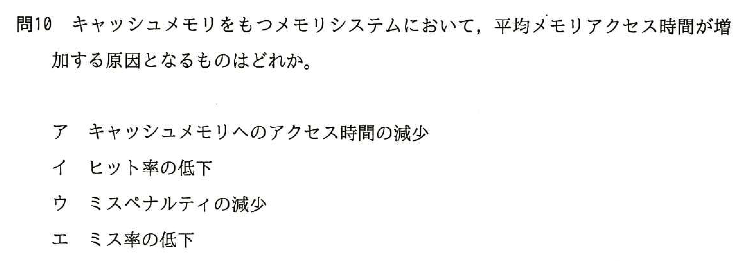 問10　キャッシュメモリをもつメモリシステムにおいて，平均メモリアクセス時間が増
加する原因となるものはどれか。
ア　キャッシュメモリへのアクセス時間の減少
イ　ヒット率の低下
ウ　ミスペナルティの減少
エ　ミス率の低下